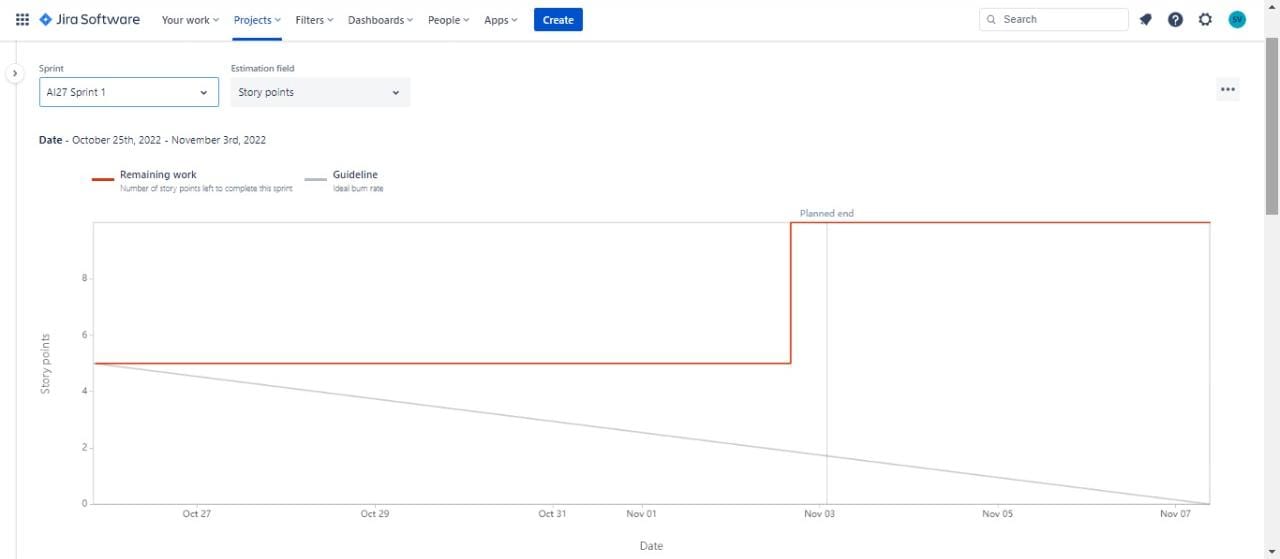 Jira Software Your work Projects Filters Dashboards People Apps Create Search SV
Sprint Estimation field
AI27 Sprint 1 Story points
Date - October 25th, 2022 - November 3rd, 2022
Remaining work Guideline
Number of story points left to complete this sprint Ideal burn rate
Planned end
8
6
4
2
0
Story points
Oct 27 Oct 29 Oct 31 Nov 01 Nov 03 Nov 05 Nov 07
Date